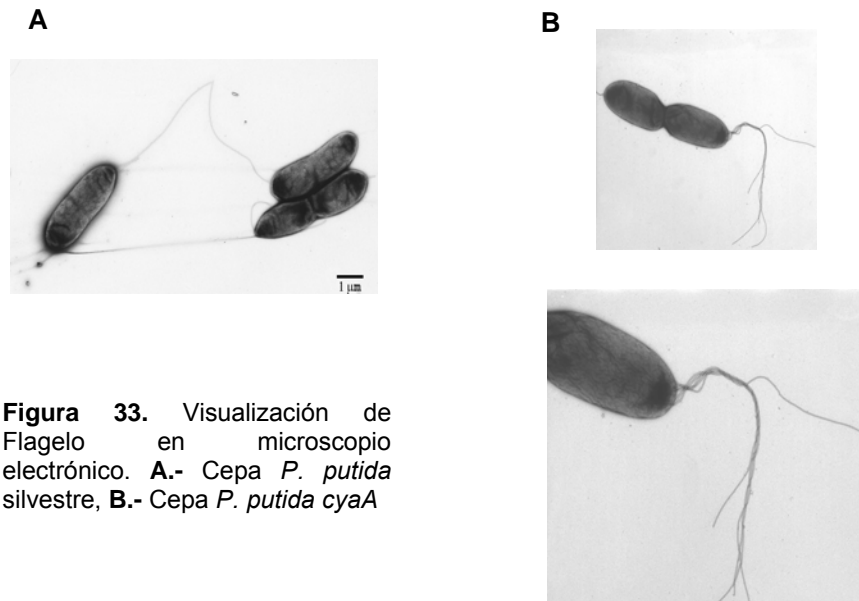 A
B
1 µm
Figura 33. Visualización de
Flagelo en microscopio
electrónico. A.- Cepa P. putida
silvestre, B.- Cepa P. putida cyaA